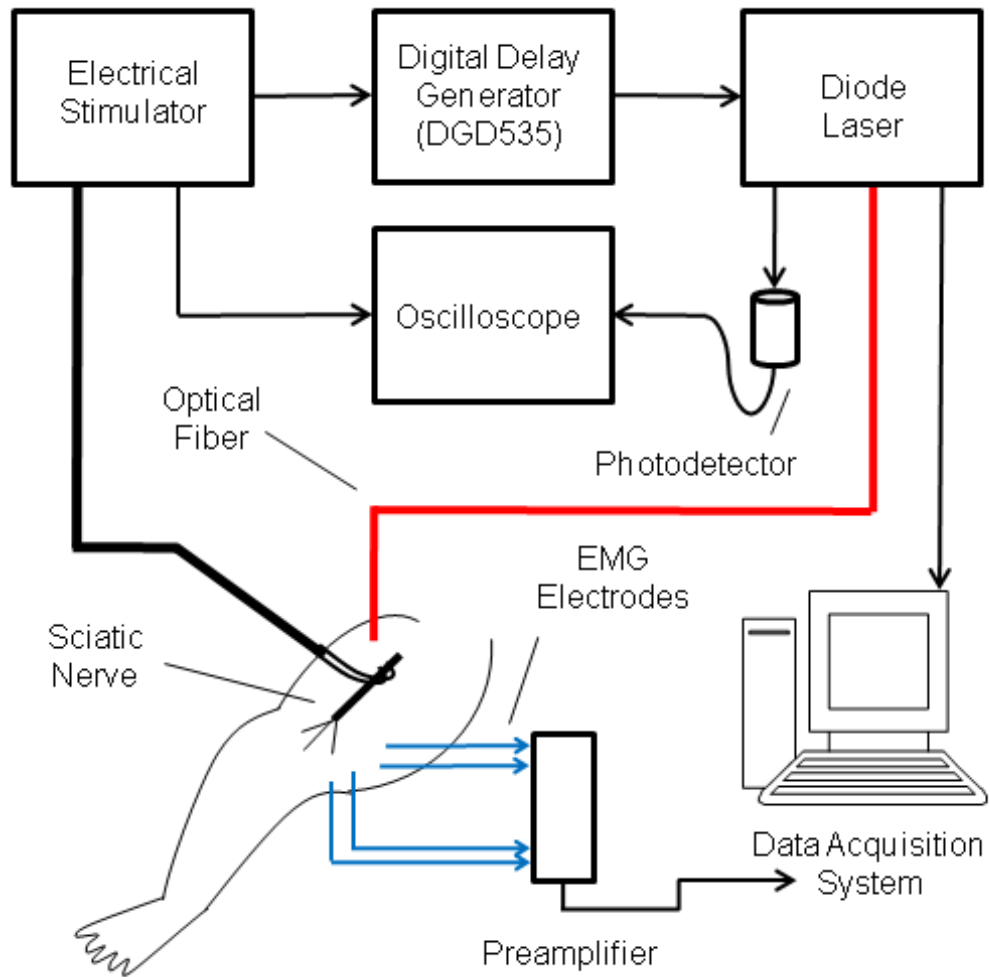 Electrical
Stimulator
Digital Delay
Generator
(DGD535)
Diode
Laser
Oscilloscope
Optical
Fiber
Photodetector
EMG
Electrodes
Sciatic
Nerve
Data Acquisition
System
Preamplifier